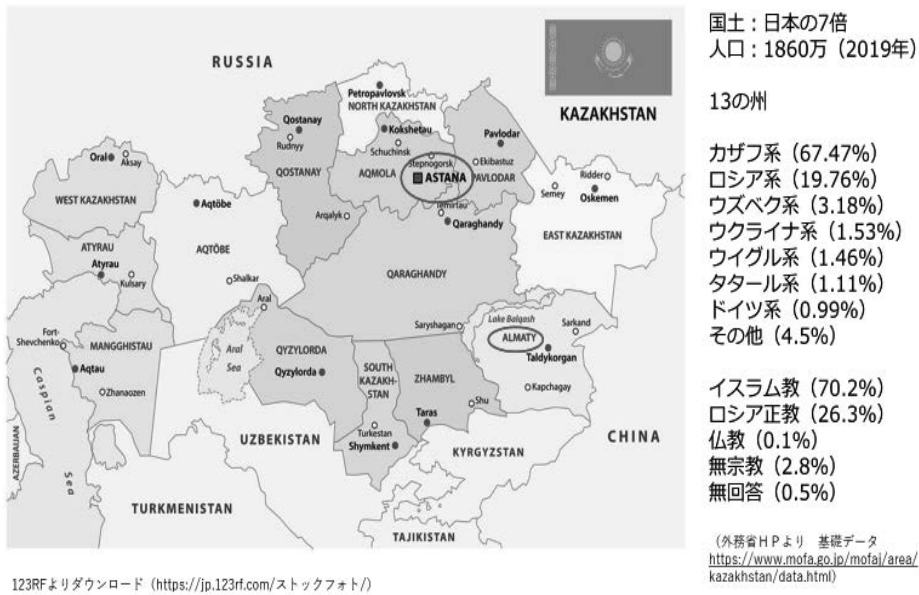 RUSSIA
KAZAKHSTAN
Petropavlovsk
NORTH KAZAKHSTAN
Qostanay
Rudnyy
QOSTANAY
Kokshetau
Schuchinsk
Stepnogorsk
AQMOLA
ASTANA
Pavlodar
Ekibastuz
PAVLODAR
Oral
Aksay
WEST KAZAKHSTAN
Aqtöbe
AQTÖBE
Arqalyk
Temirtau
Qaraghandy
QARAGHANDY
Ridder
Semey
Oskemen
EAST KAZAKHSTAN
ATYRAU
Atyrau
Kulsary
Shalkar
Aral
Aral
Sea
Saryshagan
Lake Balqash
Sarkand
ALMATY
Taldykorgan
Kapchagay
Fort-
Shevchenko
MANGGHISTAU
Aqtau
Zhanaozen
Caspian
Sea
QYZYLORDA
Qyzylorda
SOUTH
KAZAKH-
STAN
ZHAMBYL
Shu
Taras
Turkestan
Shymkent
UZBEKISTAN
KYRGYZSTAN
CHINA
AZERBAIJAN
TURKMENISTAN
TAJIKISTAN
123RFよりダウンロード（https://jp.123rf.com/ストックフォト/）
国土：日本の7倍
人口：1860万（2019年）
13の州
カザフ系（67.47%）
ロシア系（19.76%）
ウズベク系（3.18%）
ウクライナ系（1.53%）
ウイグル系（1.46%）
タタール系（1.11%）
ドイツ系（0.99%）
その他（4.5%）
イスラム教（70.2%）
ロシア正教（26.3%）
仏教（0.1%）
無宗教（2.8%）
無回答（0.5%）
（外務省ＨＰより　基礎データ
https://www.mofa.go.jp/mofaj/area/
kazakhstan/data.html）